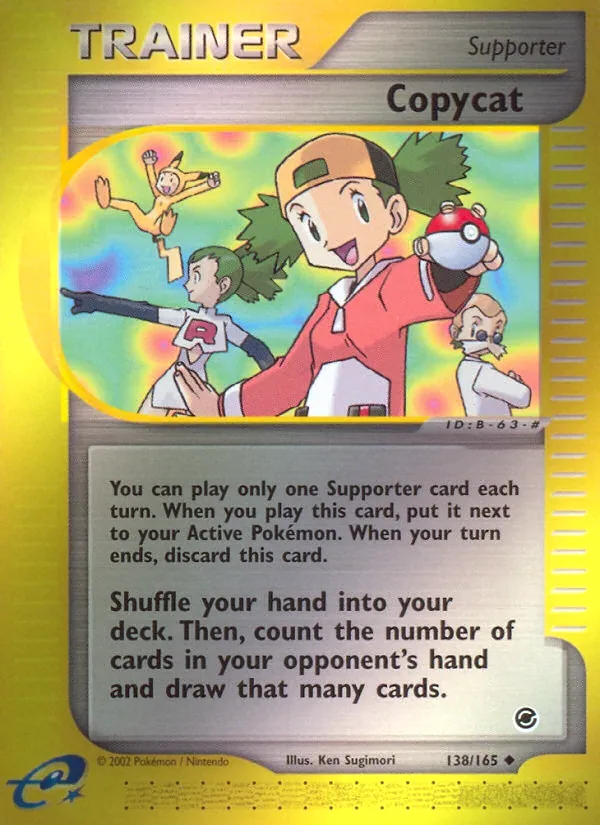 TRAINER
Supporter
Copycat
R
ID:B-63-#
You can play only one Supporter card each
turn. When you play this card, put it next
to your Active Pokémon. When your turn
ends, discard this card.
Shuffle your hand into your
deck. Then, count the number of
cards in your opponent's hand
and draw that many cards.
© 2002 Pokémon / Nintendo
Illus. Ken Sugimori
138/165 ◆
e